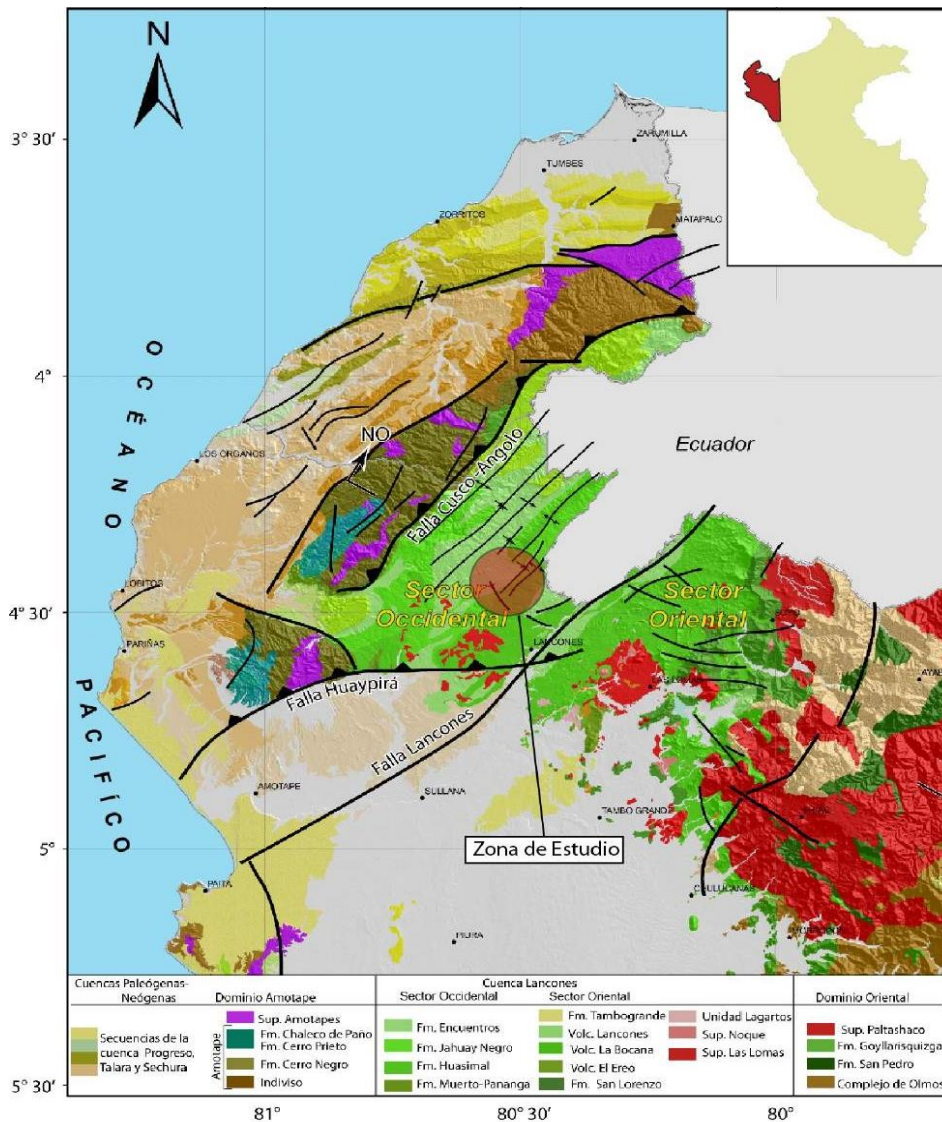 N
3° 30'
ZARUMILLA
TUMBES
ZORRITOS
MATAPALO
4°
OCÉANO
NO
LOS ORGANOS
Ecuador
Falla Cusco-Angolo
LOBITOS
4° 30'
Sector
Occidental
Sector
Oriental
PARIÑAS
LANCONES
AYAB
Falla Huaypirá
LAS LOMAS
Falla Lancones
PACIFÍCO
AMOTAPE
SULLANA
TAMBO GRANDE
Zona de Estudio
5°
PAITA
CHULUCANAS
PIURA
Cuencas Paleógenas-
Neógenas
Secuencias de la
cuenca Progreso,
Talara y Sechura
Dominio Amotape
Sup. Amotapes
Amotape
Fm. Chaleco de Paño
Fm. Cerro Prieto
Fm. Cerro Negro
Indiviso
Cuenca Lancones
Sector Occidental
Fm. Encuentros
Fm. Jahuay Negro
Fm. Huasimal
Fm. Muerto-Pananga
Sector Oriental
Fm. Tambogrande
Volc. Lancones
Volc. La Bocana
Volc. El Ereo
Fm. San Lorenzo
Unidad Lagartos
Sup. Noque
Sup. Las Lomas
Dominio Oriental
Sup. Paltashaco
Fm. Goyllarisquizga
Fm. San Pedro
Complejo de Olmos
5° 30'
81°
80° 30'
80°